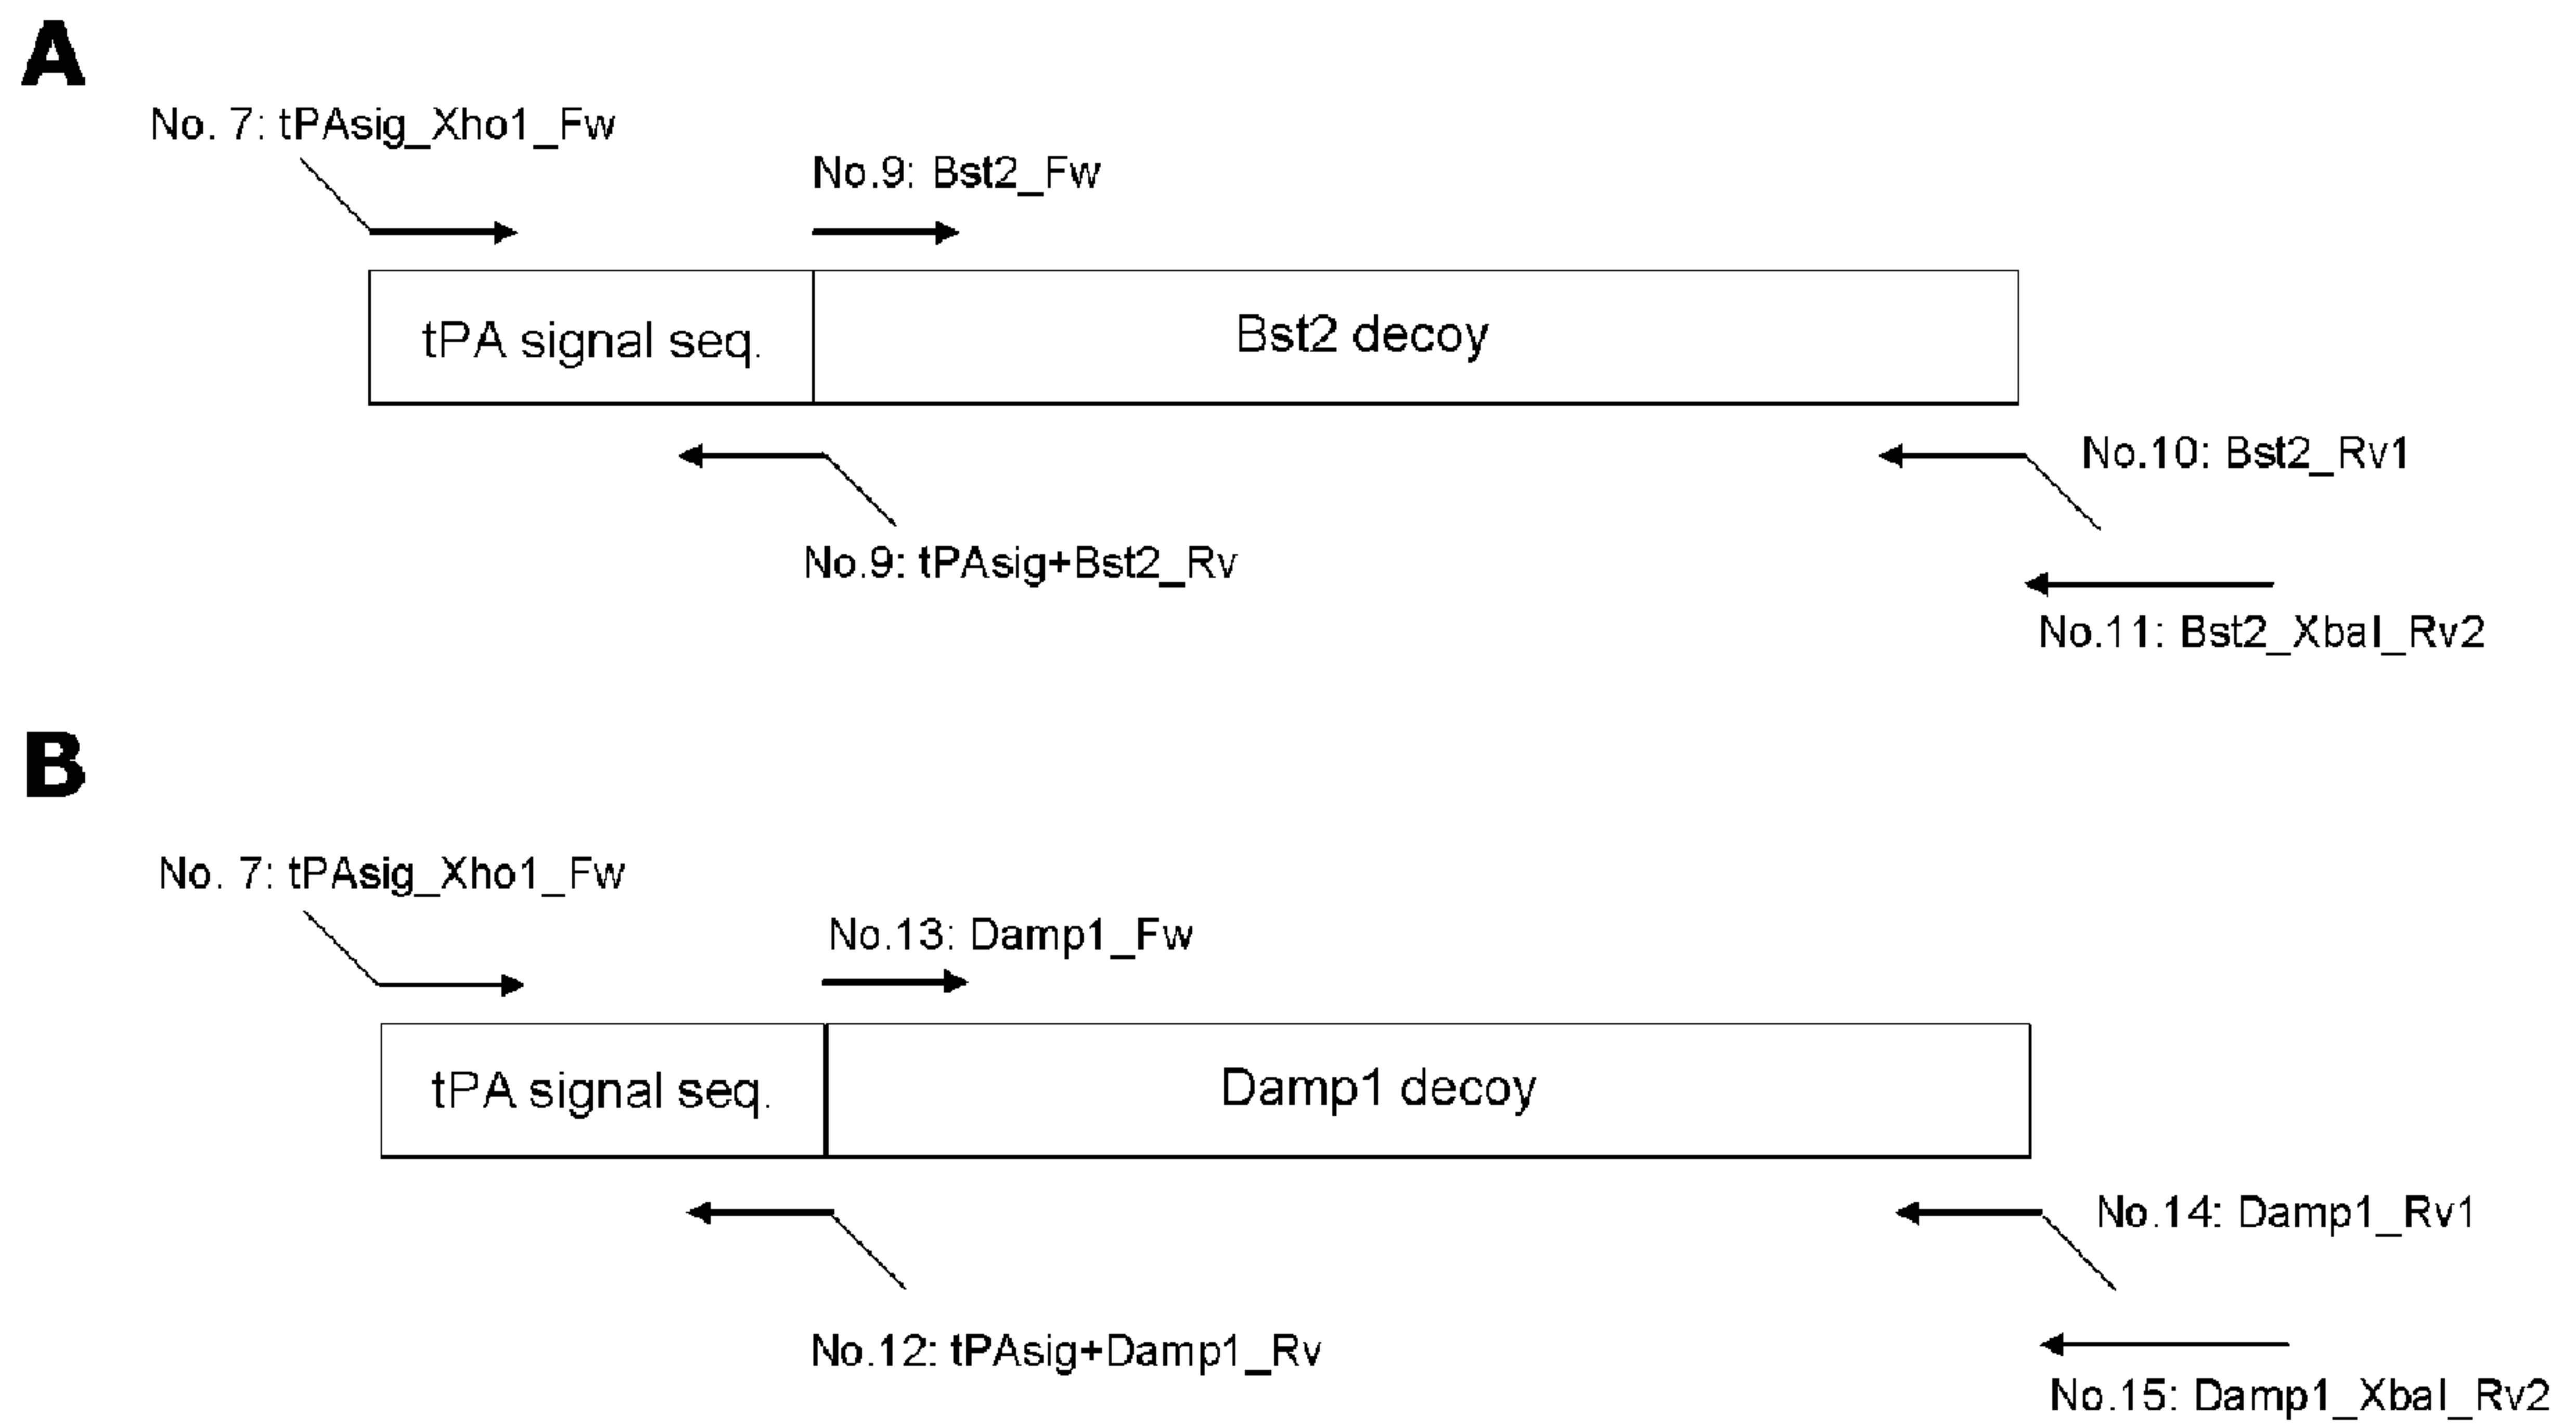 A
No. 7: tPAsig_Xho1_Fw
No.9: Bst2_Fw
tPA signal seq.
Bst2 decoy
No.10: Bst2_Rv1
No.9: tPAsig+Bst2_Rv
No.11: Bst2_XbaI_Rv2
B
No. 7: tPAsig_Xho1_Fw
No.13: Damp1_Fw
tPA signal seq.
Damp1 decoy
No.14: Damp1_Rv1
No.12: tPAsig+Damp1_Rv
No.15: Damp1_XbaI_Rv2